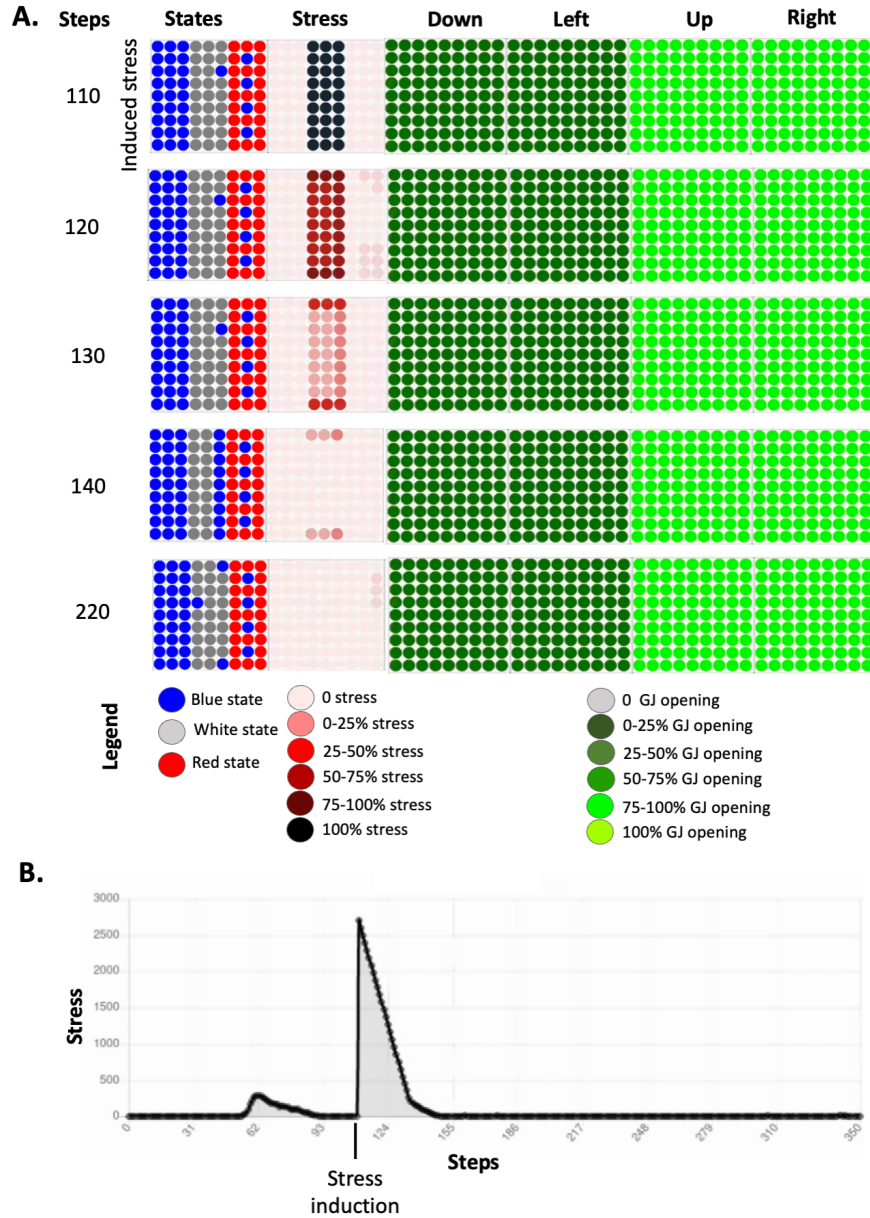 A.
Steps States Stress Down Left Up Right
Induced stress
110
120
130
140
220
Legend
Blue state
White state
Red state
0 stress
0-25% stress
25-50% stress
50-75% stress
75-100% stress
100% stress
0 GJ opening
0-25% GJ opening
25-50% GJ opening
50-75% GJ opening
75-100% GJ opening
100% GJ opening
B.
Stress
3000
2500
2000
1500
1000
500
0
0 31 62 93 124 155 186 217 248 279 310 350
Steps
Stress
induction